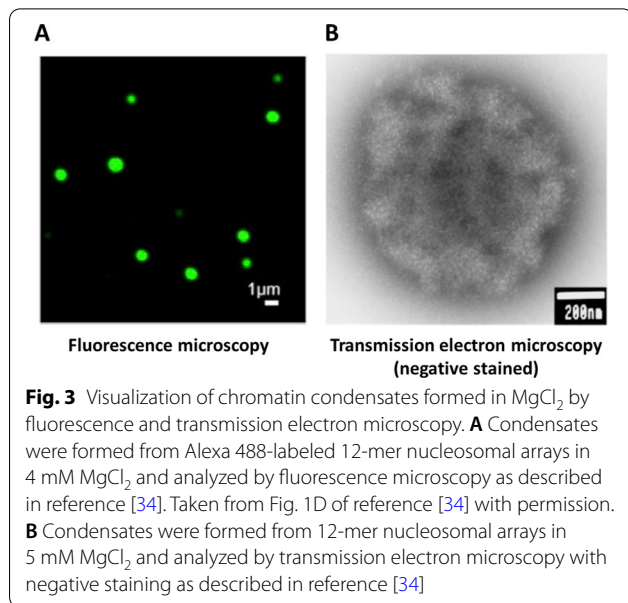 A
B
1μm
200nm
Fluorescence microscopy
Transmission electron microscopy
(negative stained)
Fig. 3 Visualization of chromatin condensates formed in MgCl₂ by
fluorescence and transmission electron microscopy. A Condensates
were formed from Alexa 488-labeled 12-mer nucleosomal arrays in
4 mM MgCl₂ and analyzed by fluorescence microscopy as described
in reference [34]. Taken from Fig. 1D of reference [34] with permission.
B Condensates were formed from 12-mer nucleosomal arrays in
5 mM MgCl₂ and analyzed by transmission electron microscopy with
negative staining as described in reference [34]